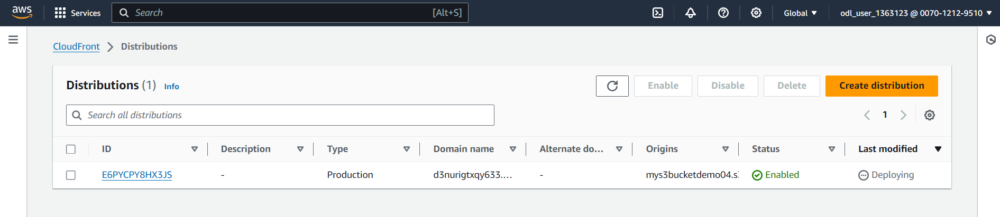 aws Services Search [Alt+S] Global odl_user_1363123 @ 0070-1212-9510
CloudFront Distributions
Distributions (1) Info Enable Disable Delete Create distribution
Search all distributions 1
ID Description Type Domain name Alternate do... Origins Status Last modified
E6PYCPY8HX3JS - Production d3nurigtxqy633.... - mys3bucketdemo04.s Enabled Deploying